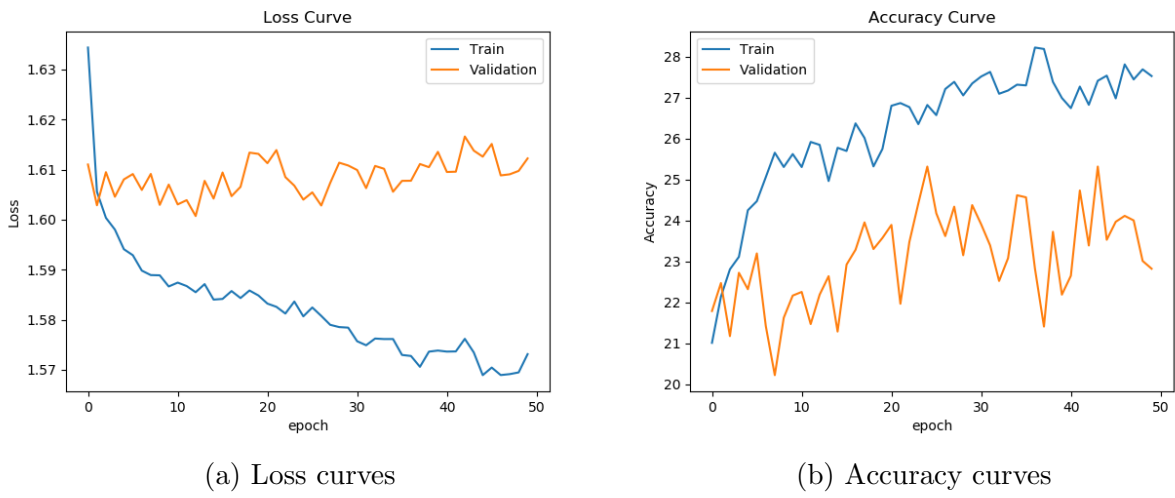 Loss Curve
Train
Validation
1.63
1.62
1.61
1.60
1.59
1.58
1.57
Loss
0
10
20
30
40
50
epoch
(a) Loss curves
Accuracy Curve
Train
Validation
28
27
26
25
24
23
22
21
20
Accuracy
0
10
20
30
40
50
epoch
(b) Accuracy curves